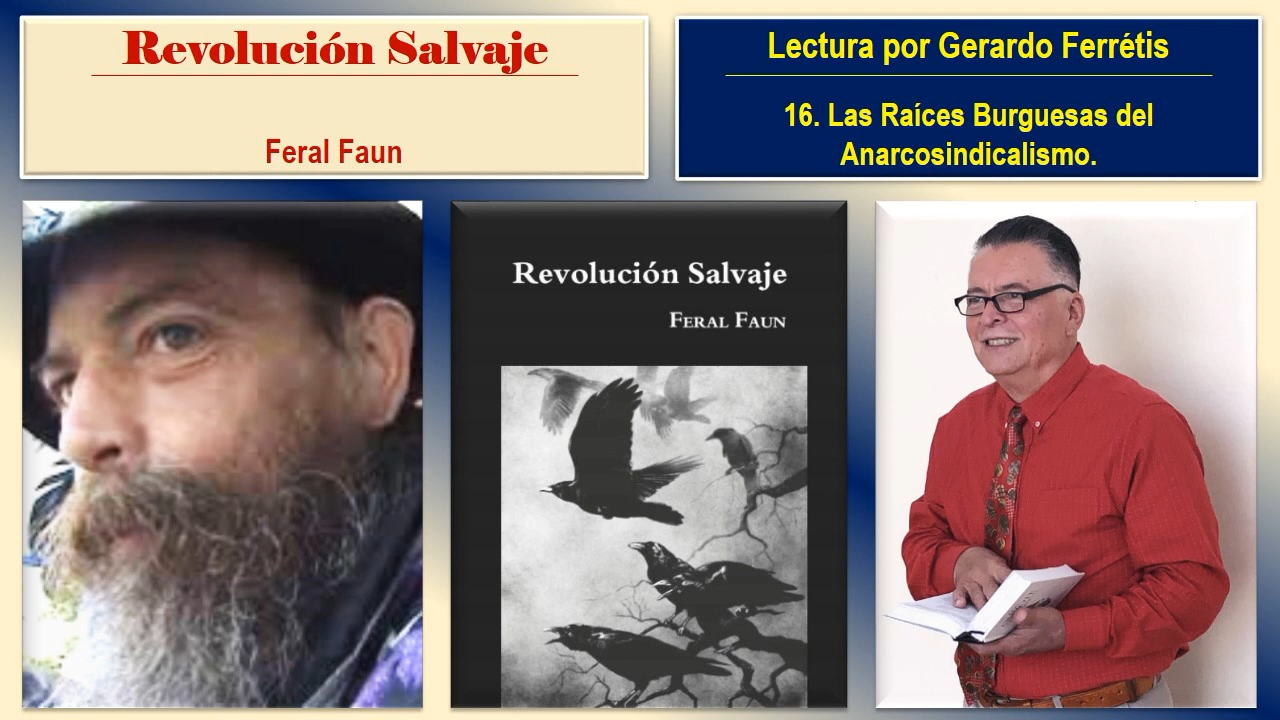 Revolución Salvaje
Feral Faun
Lectura por Gerardo Ferrétis
16. Las Raíces Burguesas del
Anarcosindicalismo.
Revolución Salvaje
FERAL FAUN